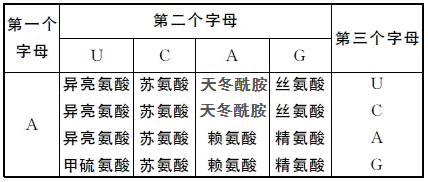 第一个字母 第二个字母 第三个字母
U C A G
A
异亮氨酸 苏氨酸 天冬酰胺 丝氨酸 U
异亮氨酸 苏氨酸 天冬酰胺 丝氨酸 C
异亮氨酸 苏氨酸 赖氨酸 精氨酸 A
甲硫氨酸 苏氨酸 赖氨酸 精氨酸 G